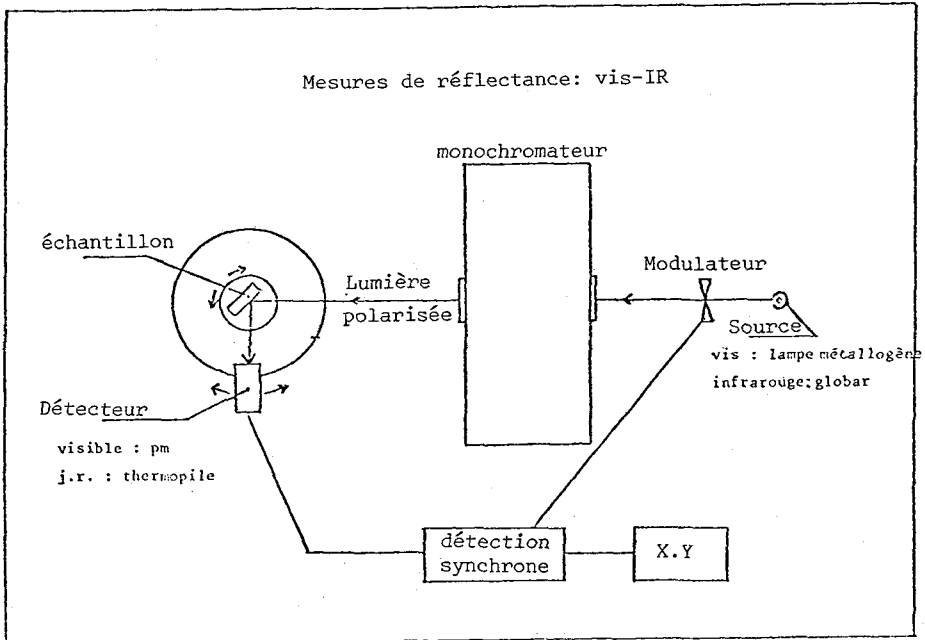 Mesures de réflectance: vis-IR
monochromateur
échantillon
Lumière
polarisée
Modulateur
Source
vis : lampe métallogène
infrarouge: globar
Détecteur
visible : pm
j.r. : thermopile
détection
synchrone
X.Y